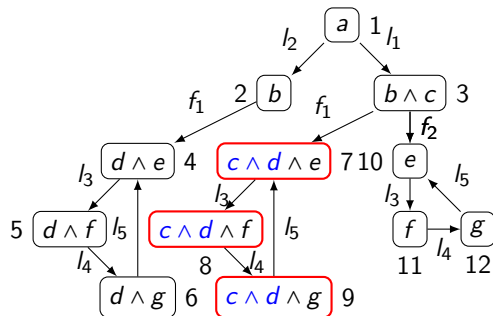 a 1
l₂ l₁
2 b b ∧ c 3
f₁ f₁ f₂
d ∧ e 4 c ∧ d ∧ e 7 10 e
l₃ l₃ l₃ l₅
5 d ∧ f l₅ c ∧ d ∧ f l₅ f g
l₄ 8 l₄ l₄ 11 12
d ∧ g 6 c ∧ d ∧ g 9